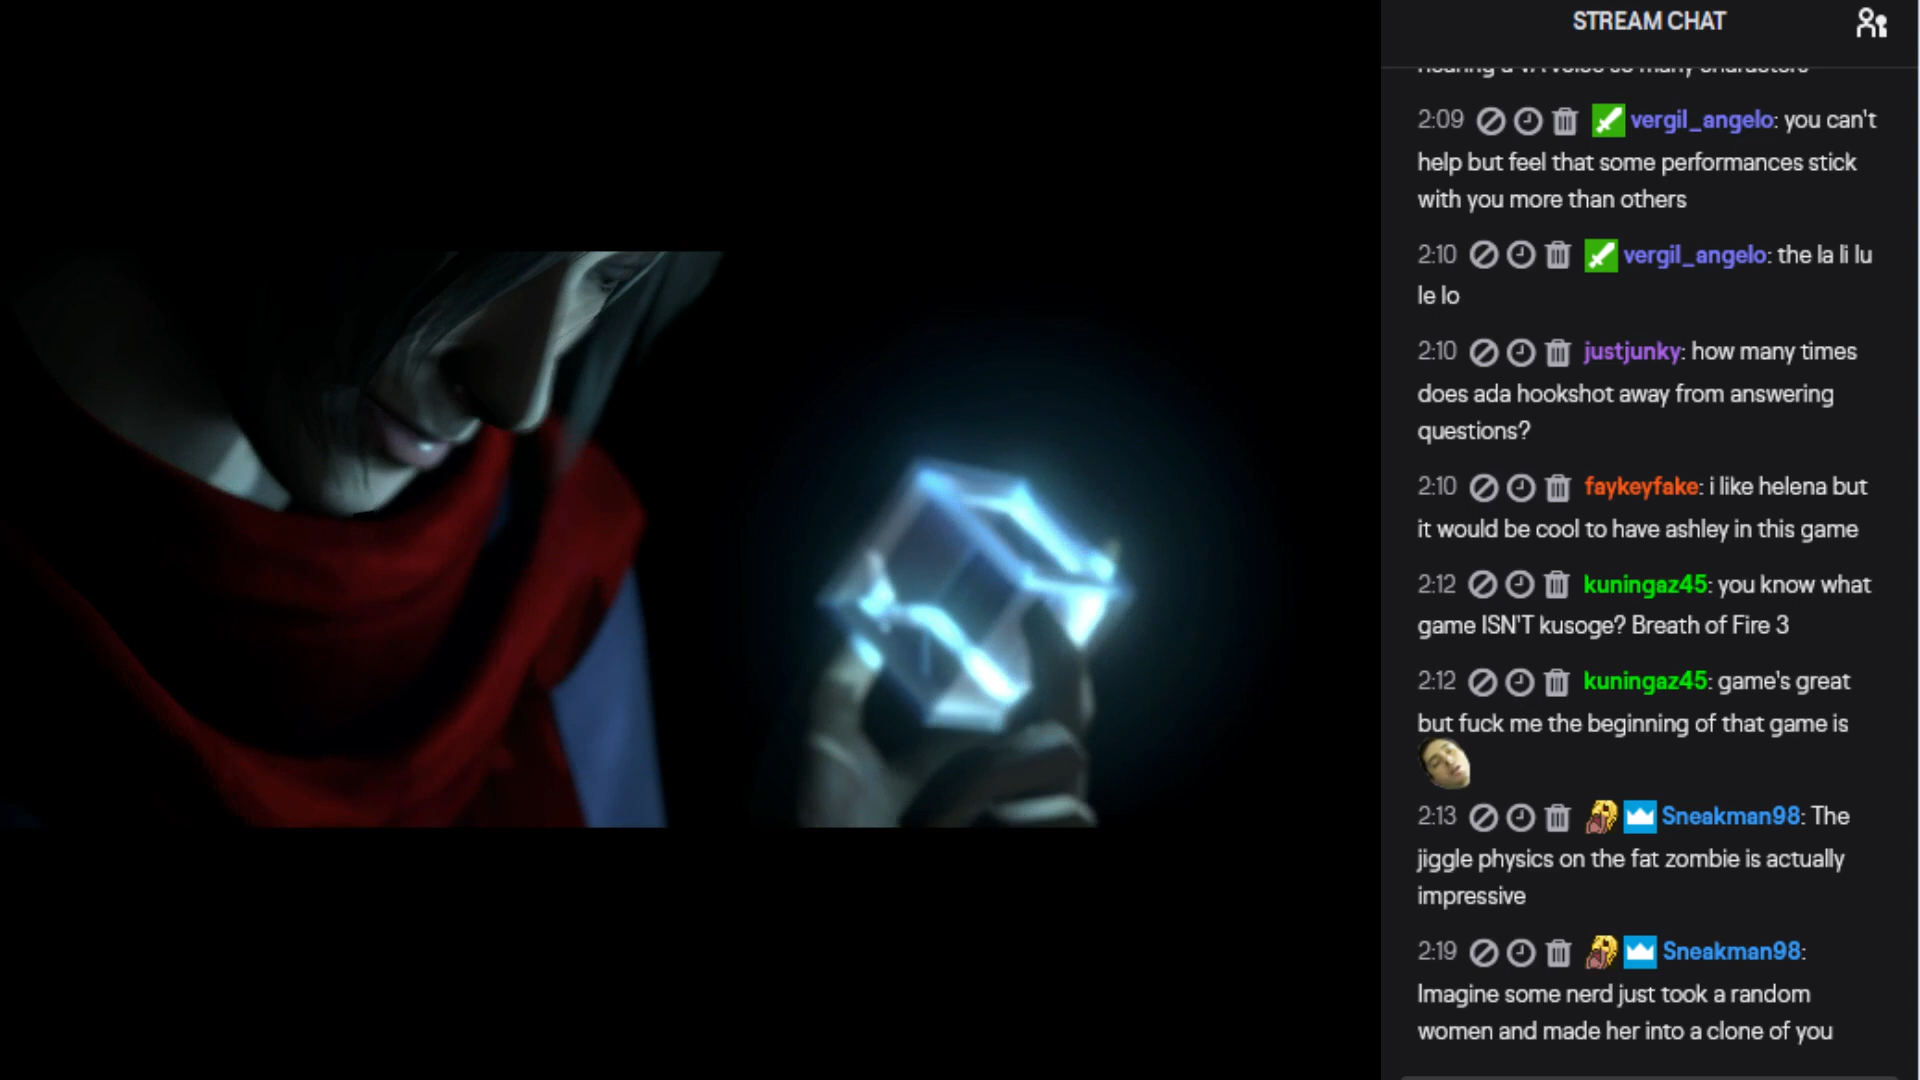 STREAM CHAT
hearing a VA voice so many characters
2:09 vergil_angelo: you can't
help but feel that some performances stick
with you more than others
2:10 vergil_angelo: the la li lu
le lo
2:10 justjunky: how many times
does ada hookshot away from answering
questions?
2:10 faykeyfake: i like helena but
it would be cool to have ashley in this game
2:12 kuningaz45: you know what
game ISN'T kusoge? Breath of Fire 3
2:12 kuningaz45: game's great
but fuck me the beginning of that game is
2:13 Sneakman98: The
jiggle physics on the fat zombie is actually
impressive
2:19 Sneakman98:
Imagine some nerd just took a random
women and made her into a clone of you